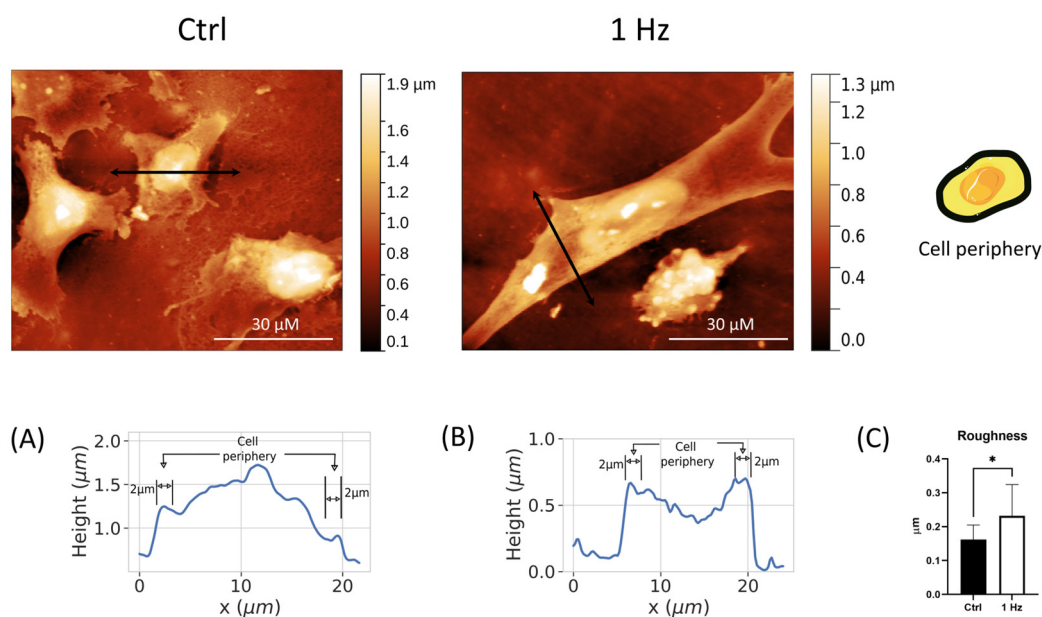 Ctrl
1 Hz
1.9 μm
1.6
1.4
1.2
1.0
0.8
0.6
0.4
0.1
30 μM
1.3 μm
1.2
1.0
0.8
0.6
0.4
0.0
30 μM
Cell periphery
(A)
2.0
1.5
1.0
Height (μm)
Cell
periphery
2μm
2μm
0
10
20
x (μm)
(B)
1.0
0.5
0.0
Height (μm)
Cell
periphery
2μm
2μm
0
10
20
x (μm)
(C)
Roughness
*
0.4
0.3
0.2
0.1
0.0
μm
Ctrl
1 Hz